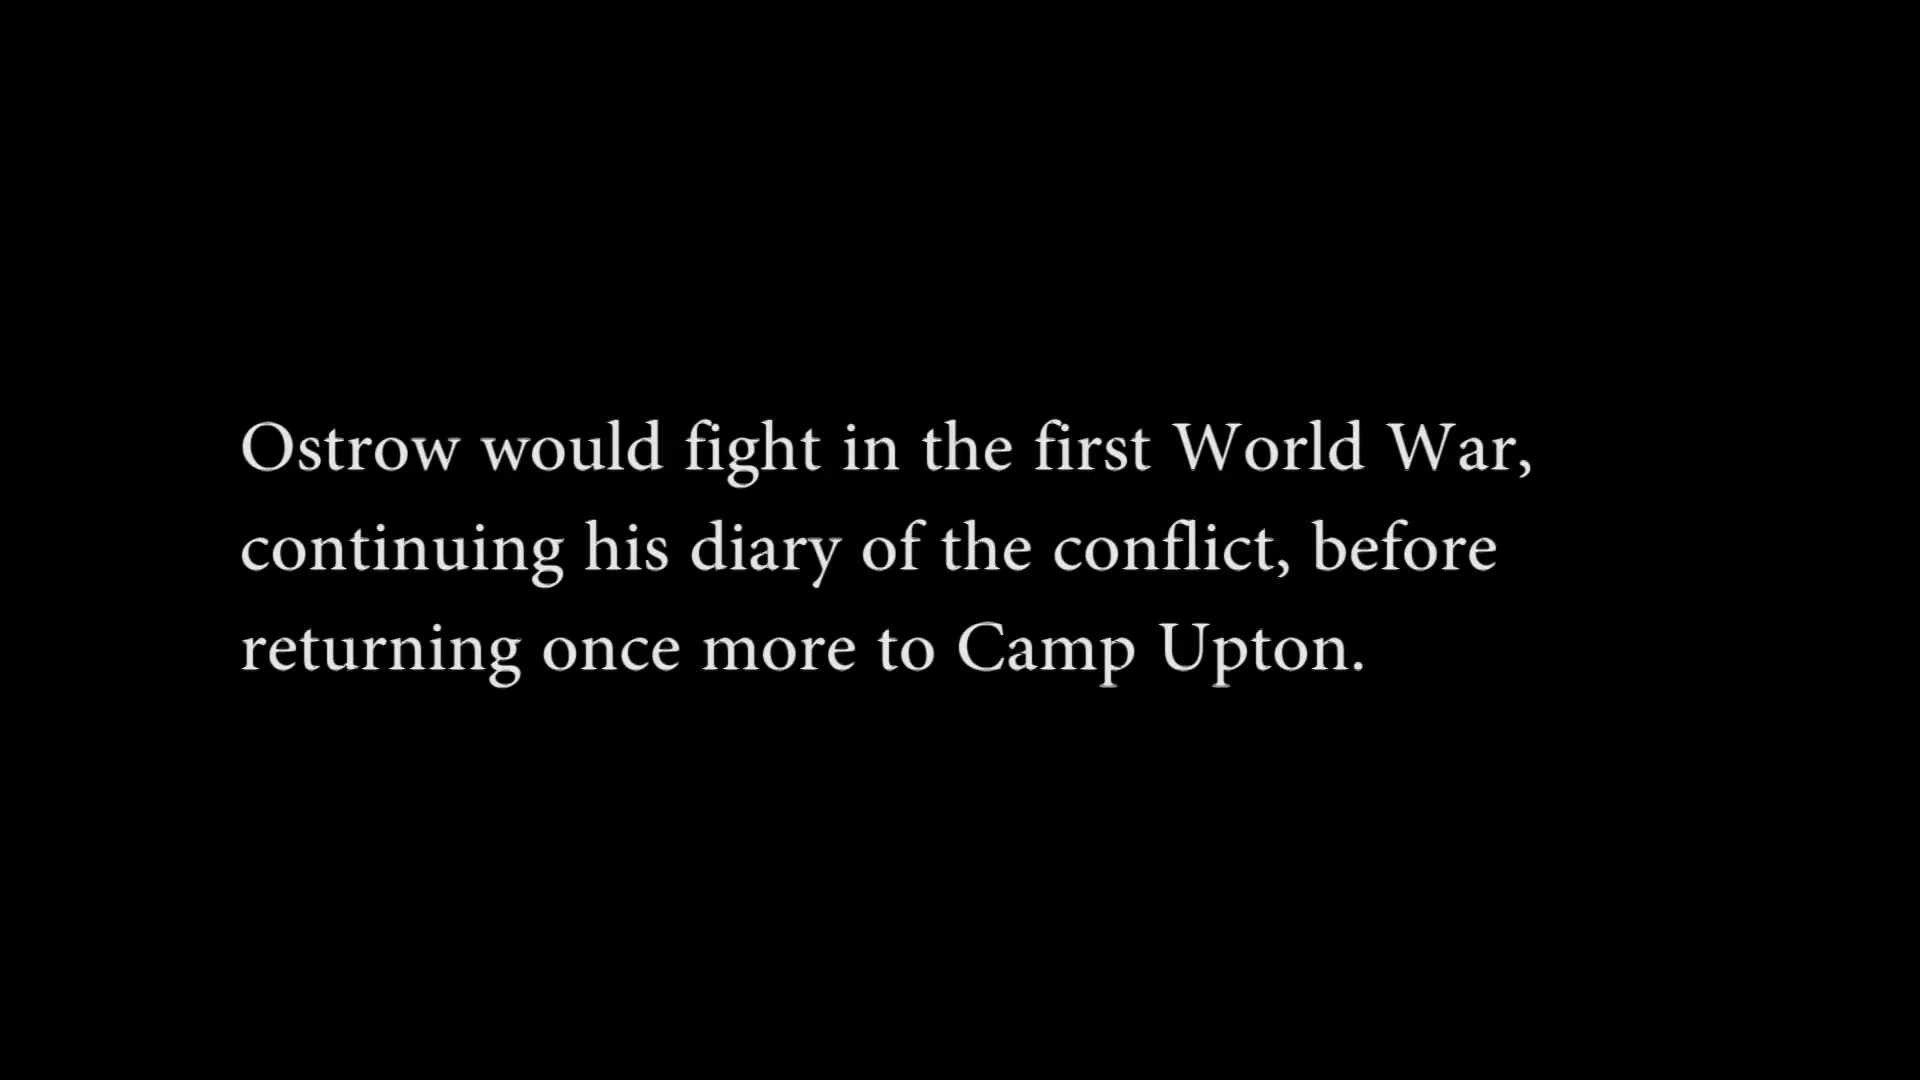 Ostrow would fight in the first World War,
continuing his diary of the conflict, before
returning once more to Camp Upton.